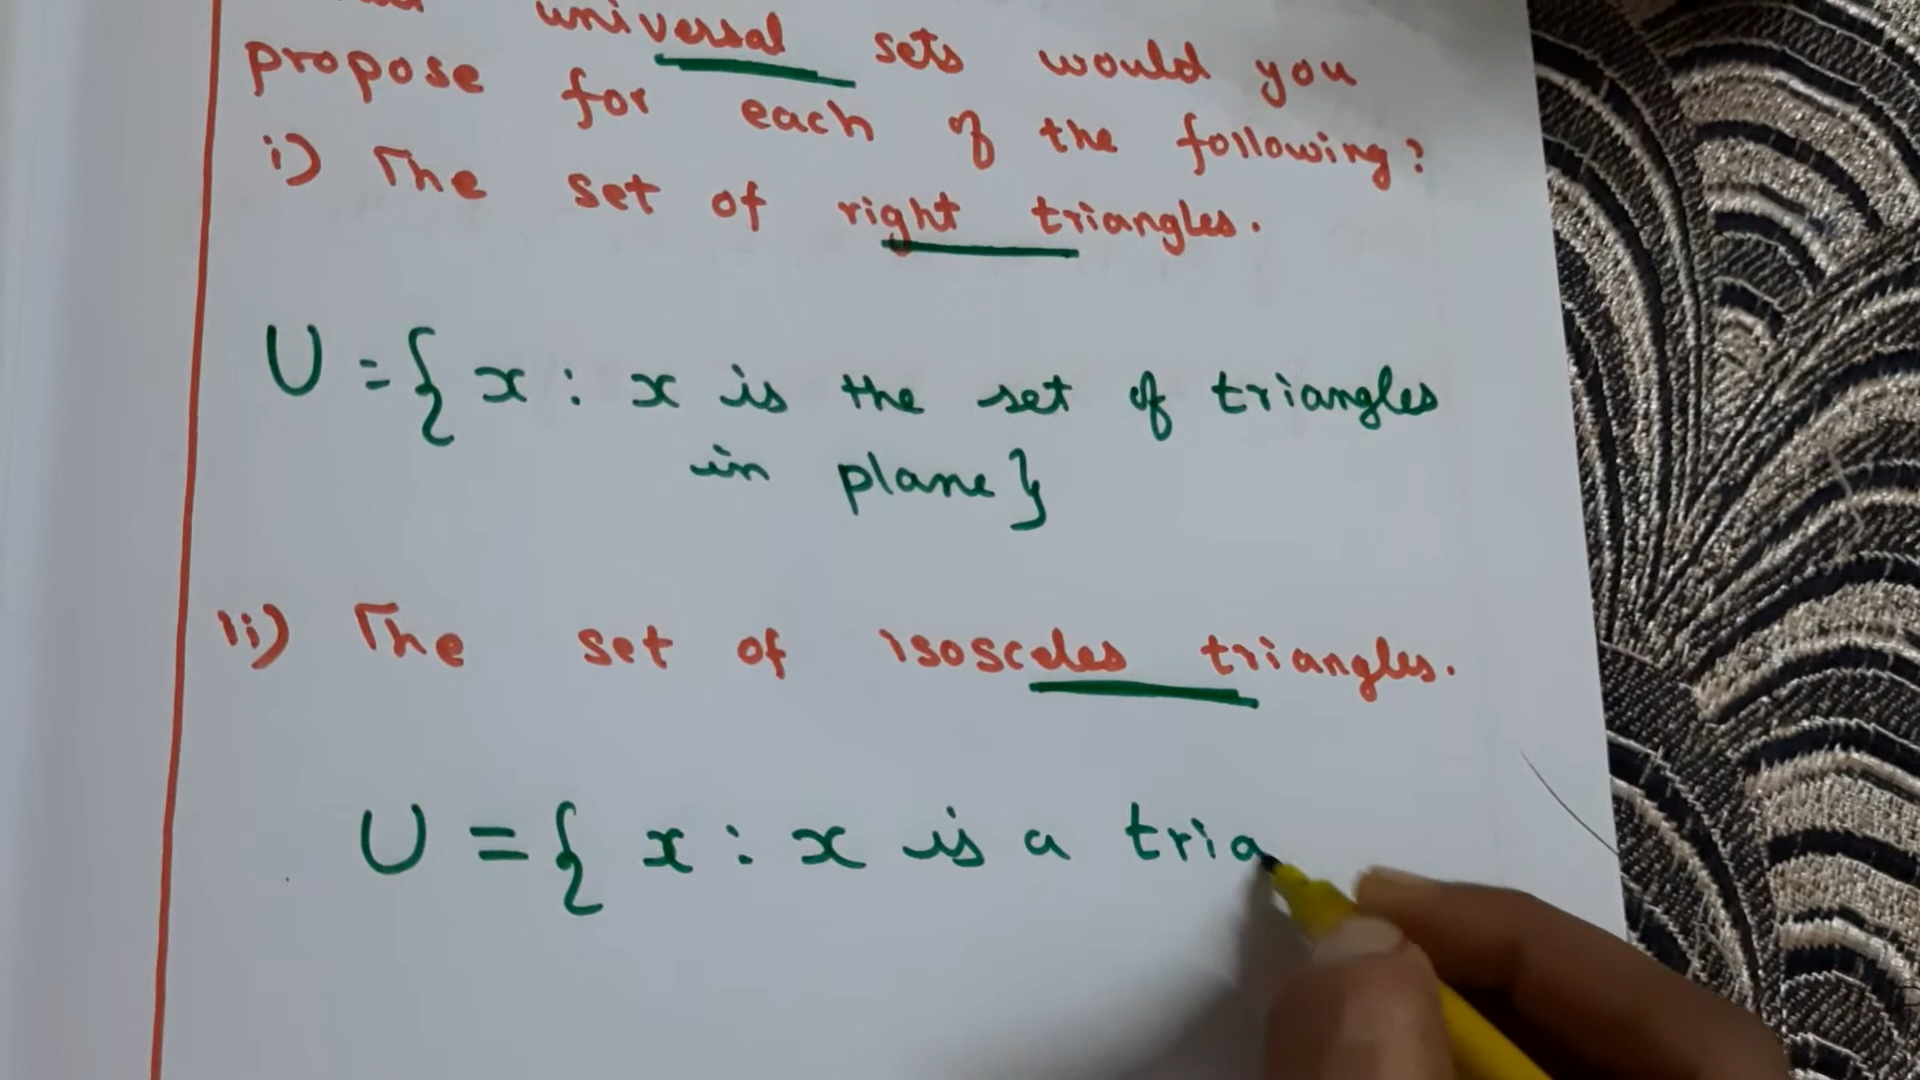 universal sets would you
propose for each of the following?
i) The set of right triangles.
U = { x : x is the set of triangles
in plane }
ii) The set of isosceles triangles.
U = { x : x is a tria